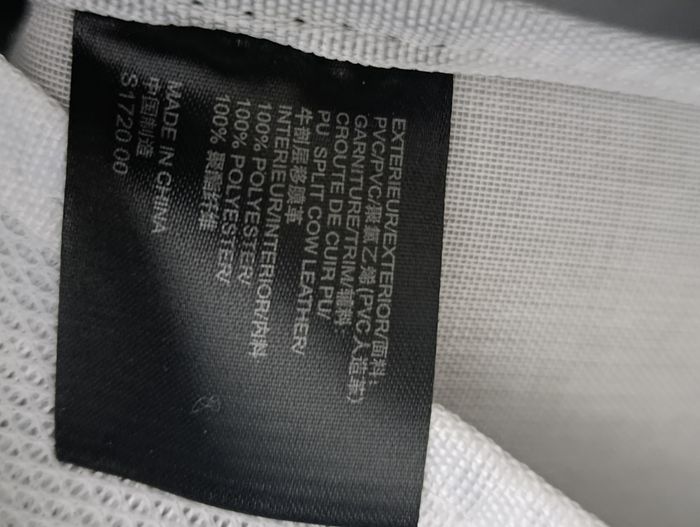 EXTERIEUR/EXTERIOR/面料:
PVC/PVC/聚氯乙烯(PVC人造革)
GARNITURE/TRIM/辅料:
CROUTE DE CUIR PU/
PU SPLIT COW LEATHER/
牛剖层移膜革
INTERIEUR/INTERIOR/内料
100% POLYESTER/
100% POLYESTER/
100% 聚酯纤维
MADE IN CHINA
中国制造
S1720 00